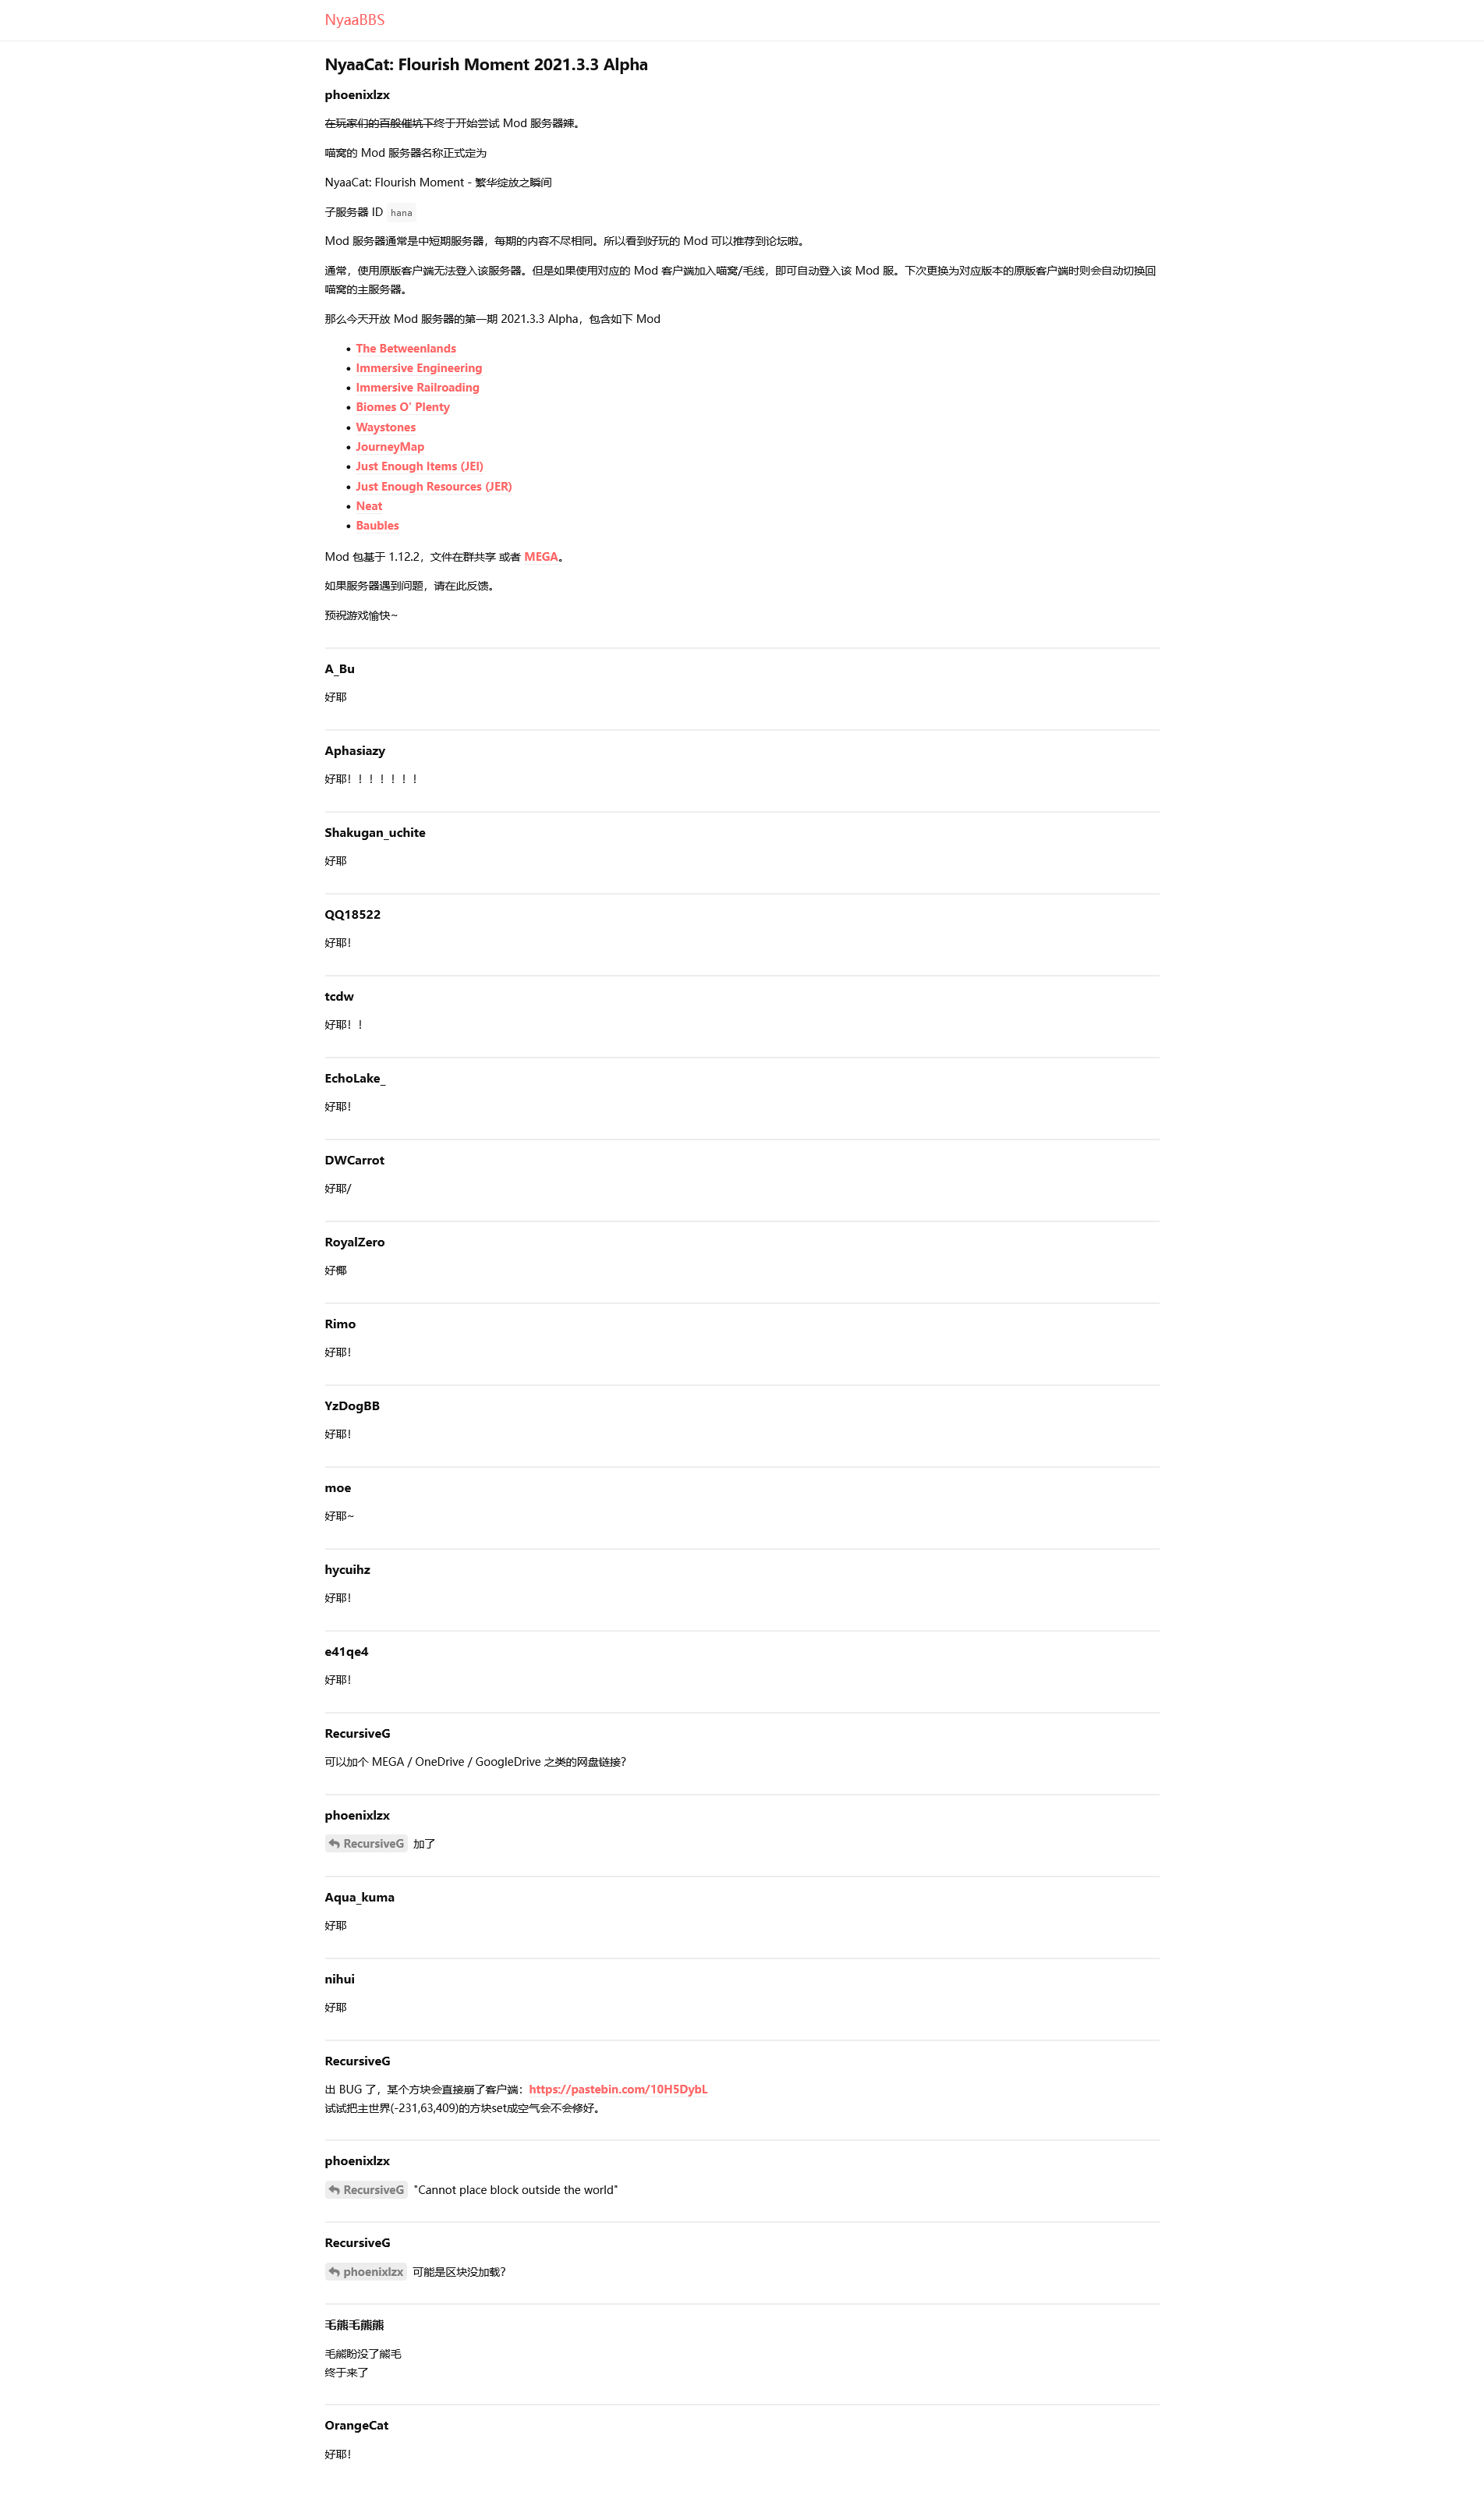 NyaaBBS
NyaaCat: Flourish Moment 2021.3.3 Alpha
phoenixlzx
在玩家们的百般催坑下终于开始尝试 Mod 服务器辣。
喵窝的 Mod 服务器名称正式定为
NyaaCat: Flourish Moment - 繁华绽放之瞬间
子服务器 ID hana
Mod 服务器通常是中短期服务器，每期的内容不尽相同。所以看到好玩的 Mod 可以推荐到论坛啦。
通常，使用原版客户端无法登入该服务器。但是如果使用对应的 Mod 客户端加入喵窝/毛线，即可自动登入该 Mod 服。下次更换为对应版本的原版客户端时则会自动切换回
喵窝的主服务器。
那么今天开放 Mod 服务器的第一期 2021.3.3 Alpha，包含如下 Mod
• The Betweenlands
• Immersive Engineering
• Immersive Railroading
• Biomes O' Plenty
• Waystones
• JourneyMap
• Just Enough Items (JEI)
• Just Enough Resources (JER)
• Neat
• Baubles
Mod 包基于 1.12.2，文件在群共享 或者 MEGA。
如果服务器遇到问题，请在此反馈。
预祝游戏愉快~
A_Bu
好耶
Aphasiazy
好耶！！！！！！！
Shakugan_uchite
好耶
QQ18522
好耶！
tcdw
好耶！！
EchoLake_
好耶！
DWCarrot
好耶/
RoyalZero
好椰
Rimo
好耶！
YzDogBB
好耶！
moe
好耶~
hycuihz
好耶！
e41qe4
好耶！
RecursiveG
可以加个 MEGA / OneDrive / GoogleDrive 之类的网盘链接？
phoenixlzx
RecursiveG 加了
Aqua_kuma
好耶
nihui
好耶
RecursiveG
出 BUG 了，某个方块会直接崩了客户端：https://pastebin.com/10H5DybL
试试把主世界(-231,63,409)的方块set成空气会不会修好。
phoenixlzx
RecursiveG "Cannot place block outside the world"
RecursiveG
phoenixlzx 可能是区块没加载？
毛熊毛熊熊
毛熊盼没了熊毛
终于来了
OrangeCat
好耶！